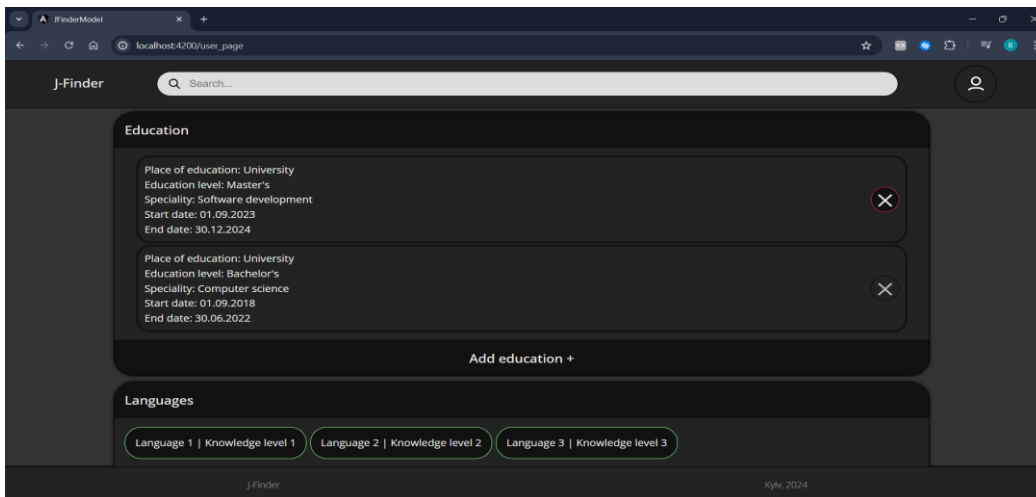 JFinderModel
localhost:4200/user_page
J-Finder
Search...
Education
Place of education: University
Education level: Master's
Speciality: Software development
Start date: 01.09.2023
End date: 30.12.2024
Place of education: University
Education level: Bachelor's
Speciality: Computer science
Start date: 01.09.2018
End date: 30.06.2022
Add education +
Languages
Language 1 | Knowledge level 1
Language 2 | Knowledge level 2
Language 3 | Knowledge level 3
J-Finder
Kyiv, 2024